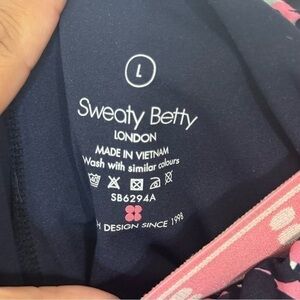 L
Sweaty Betty
LONDON
MADE IN VIETNAM
Wash with similar colours
SB6294A
DESIGN SINCE 1998